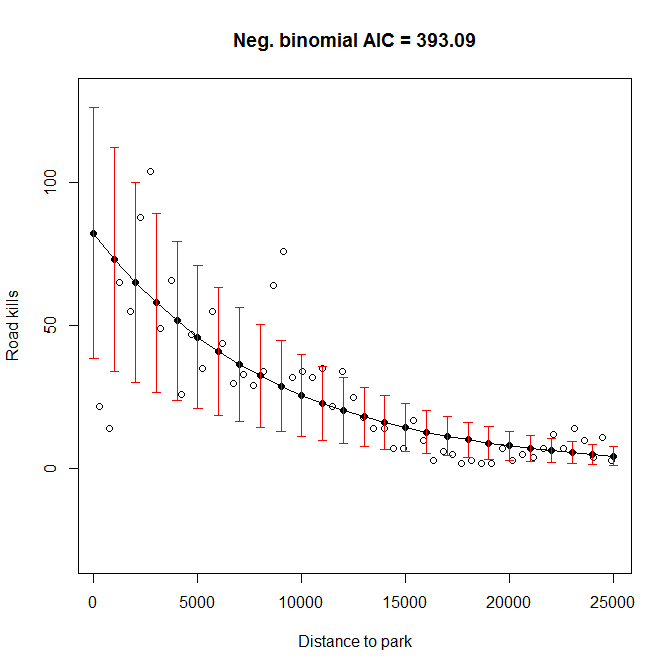 Neg. binomial AIC = 393.09
Road kills
100
50
0
0 5000 10000 15000 20000 25000
Distance to park